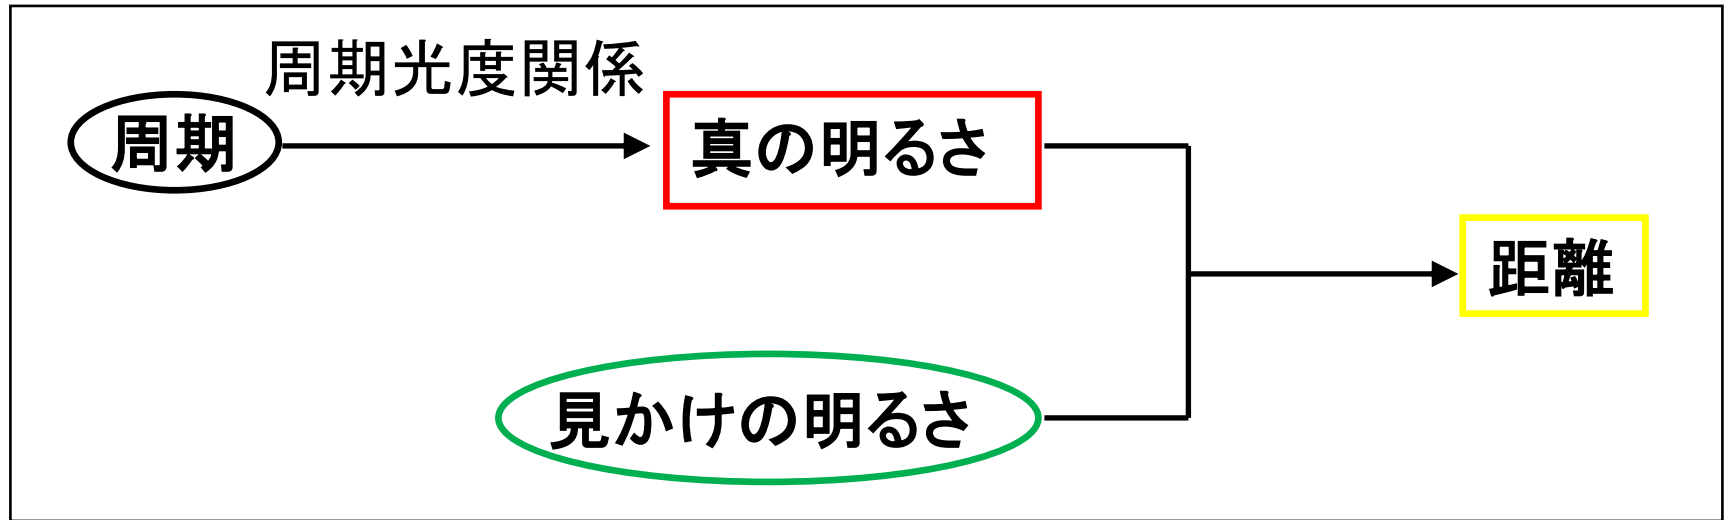 周期光度関係
周期
真の明るさ
距離
見かけの明るさ